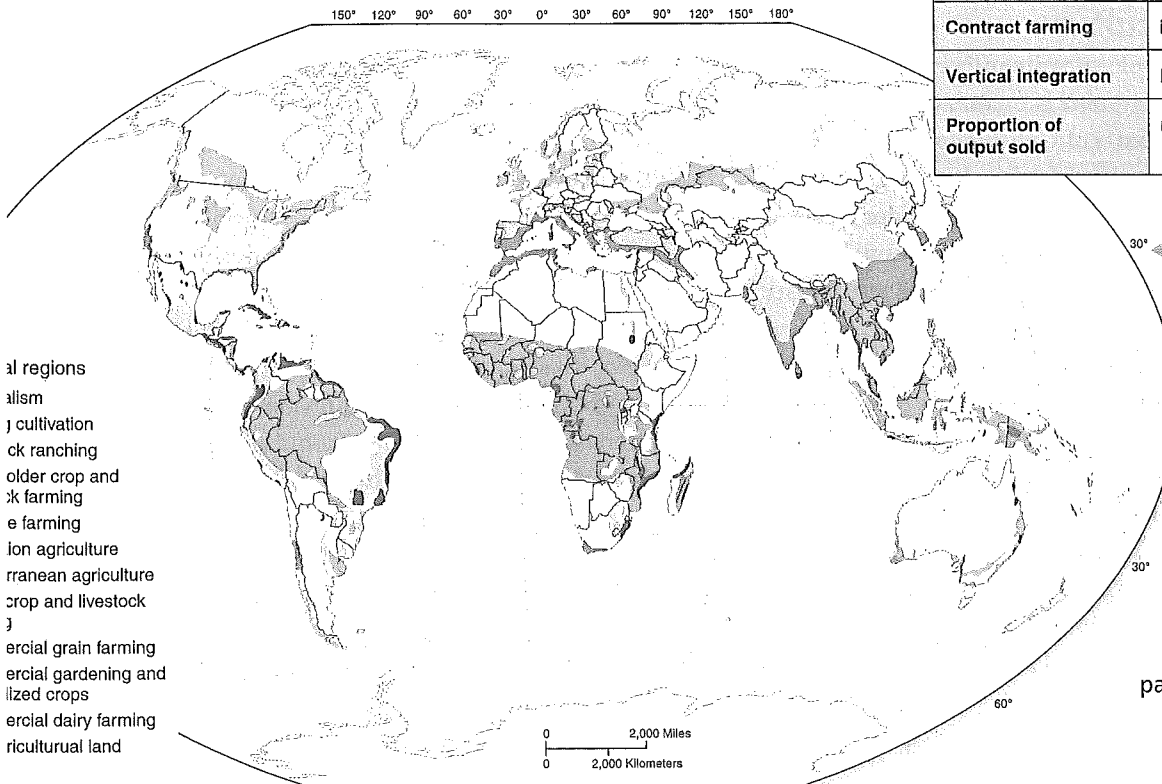 150° 120° 90° 60° 30° 0° 30° 60° 90° 120° 150° 180°
Contract farming
Vertical integration
Proportion of
output sold
30°
al regions
alism
g cultivation
ck ranching
older crop and
ck farming
e farming
ion agriculture
rranean agriculture
crop and livestock
g
ercial grain farming
ercial gardening and
lized crops
ercial dairy farming
riculturual land
30°
60°
pa
0 2,000 Miles
0 2,000 Kilometers